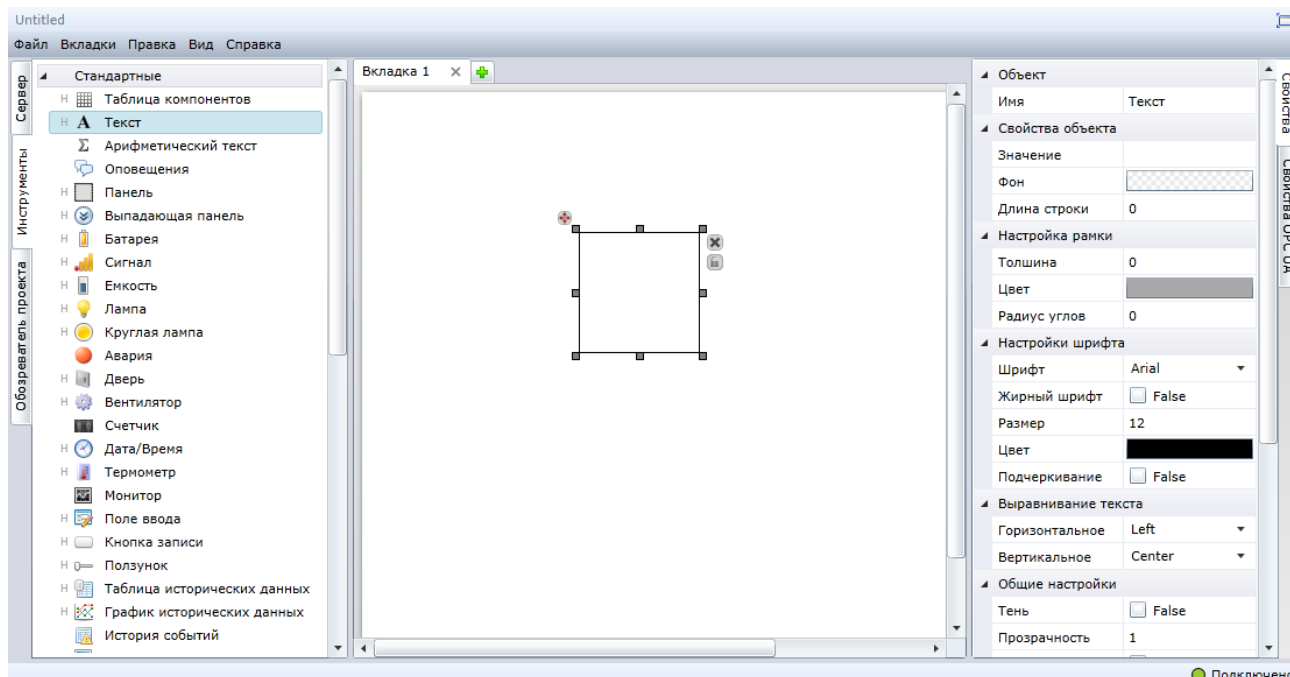 Untitled
Файл Вкладки Правка Вид Справка
Сервер
Инструменты
Обозреватель проекта
Стандартные
H Таблица компонентов
H A Текст
Σ Арифметический текст
Оповещения
H Панель
H Выпадающая панель
H Батарея
H Сигнал
H Емкость
H Лампа
H Круглая лампа
Авария
H Дверь
H Вентилятор
Счетчик
H Дата/Время
H Термометр
Монитор
H Поле ввода
H Кнопка записи
H Ползунок
H Таблица исторических данных
H График исторических данных
История событий
Вкладка 1
Объект
Имя Текст
Свойства объекта
Значение
Фон
Длина строки 0
Настройка рамки
Толшина 0
Цвет
Радиус углов 0
Настройки шрифта
Шрифт Arial
Жирный шрифт False
Размер 12
Цвет
Подчеркивание False
Выравнивание текста
Горизонтальное Left
Вертикальное Center
Общие настройки
Тень False
Прозрачность 1
Свойства
Свойства OPC UA
Подключено